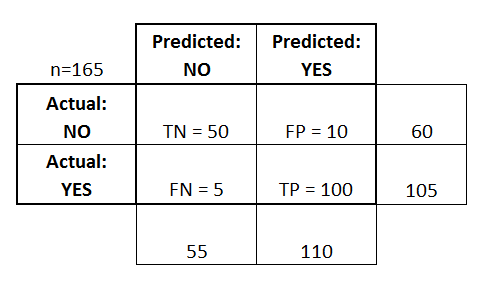 Predicted: Predicted:
n=165 NO YES
Actual:
NO TN = 50 FP = 10 60
Actual:
YES FN = 5 TP = 100 105
55 110